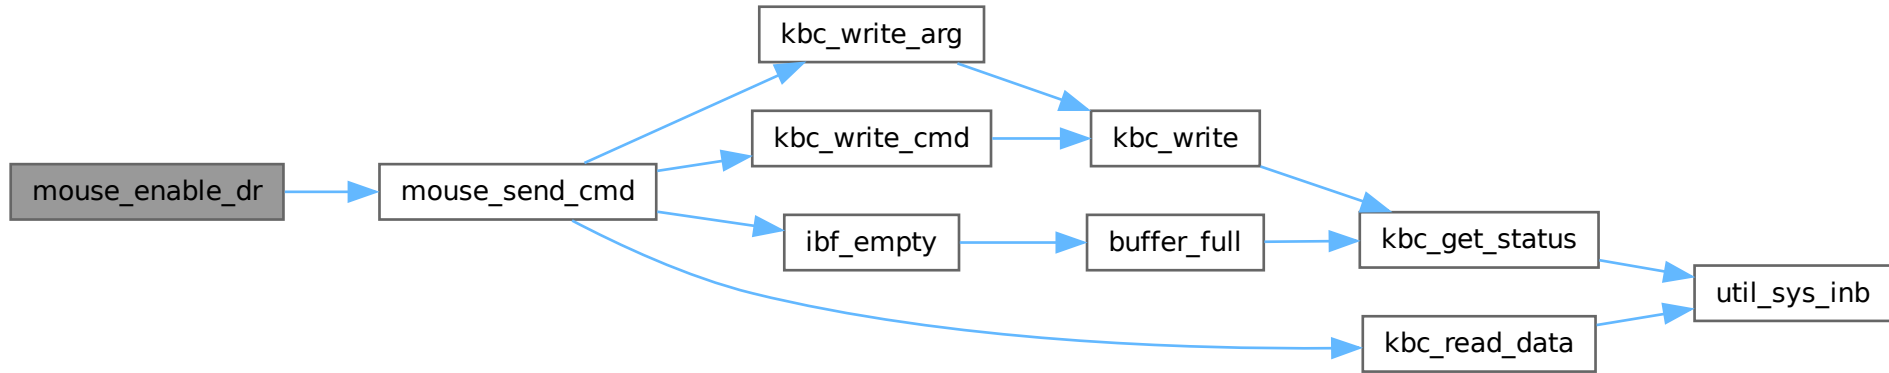 kbc_write_arg
kbc_write_cmd
kbc_write
mouse_enable_dr
mouse_send_cmd
ibf_empty
buffer_full
kbc_get_status
util_sys_inb
kbc_read_data